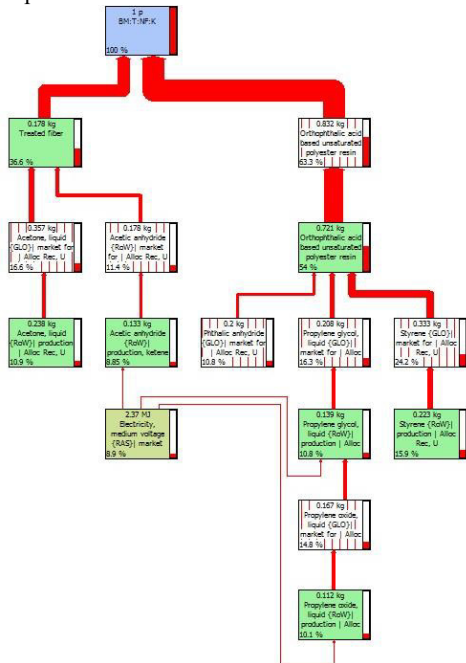 1 p
BM:T:NF:K
100 %
0.178 kg
Treated fiber
36.6 %
0.832 kg
Orthophthalic acid
based unsaturated
polyester resin
63.3 %
0.357 kg
Acetone, liquid
{GLO}| market
for | Alloc Rec, U
16.6 %
0.178 kg
Acetic anhydride
{RoW}| market
for | Alloc Rec, U
11.4 %
0.721 kg
Orthophthalic acid
based unsaturated
polyester resin
54 %
0.238 kg
Acetone, liquid
{RoW}| production
| Alloc Rec, U
10.9 %
0.133 kg
Acetic anhydride
{RoW}|
production, ketene
8.85 %
0.2 kg
Phthalic anhydride
{GLO}| market for
| Alloc Rec, U
10.8 %
0.208 kg
Propylene glycol,
liquid {GLO}|
market for | Alloc
16.3 %
0.333 kg
Styrene {GLO}|
market for | Alloc
Rec, U
24.2 %
2.37 MJ
Electricity,
medium voltage
{RAS}| market
8.9 %
0.139 kg
Propylene glycol,
liquid {RoW}|
production | Alloc
10.8 %
0.223 kg
Styrene {RoW}|
production | Alloc
Rec, U
15.9 %
0.167 kg
Propylene oxide,
liquid {GLO}|
market for | Alloc
14.8 %
0.112 kg
Propylene oxide,
liquid {RoW}|
production | Alloc
10.1 %